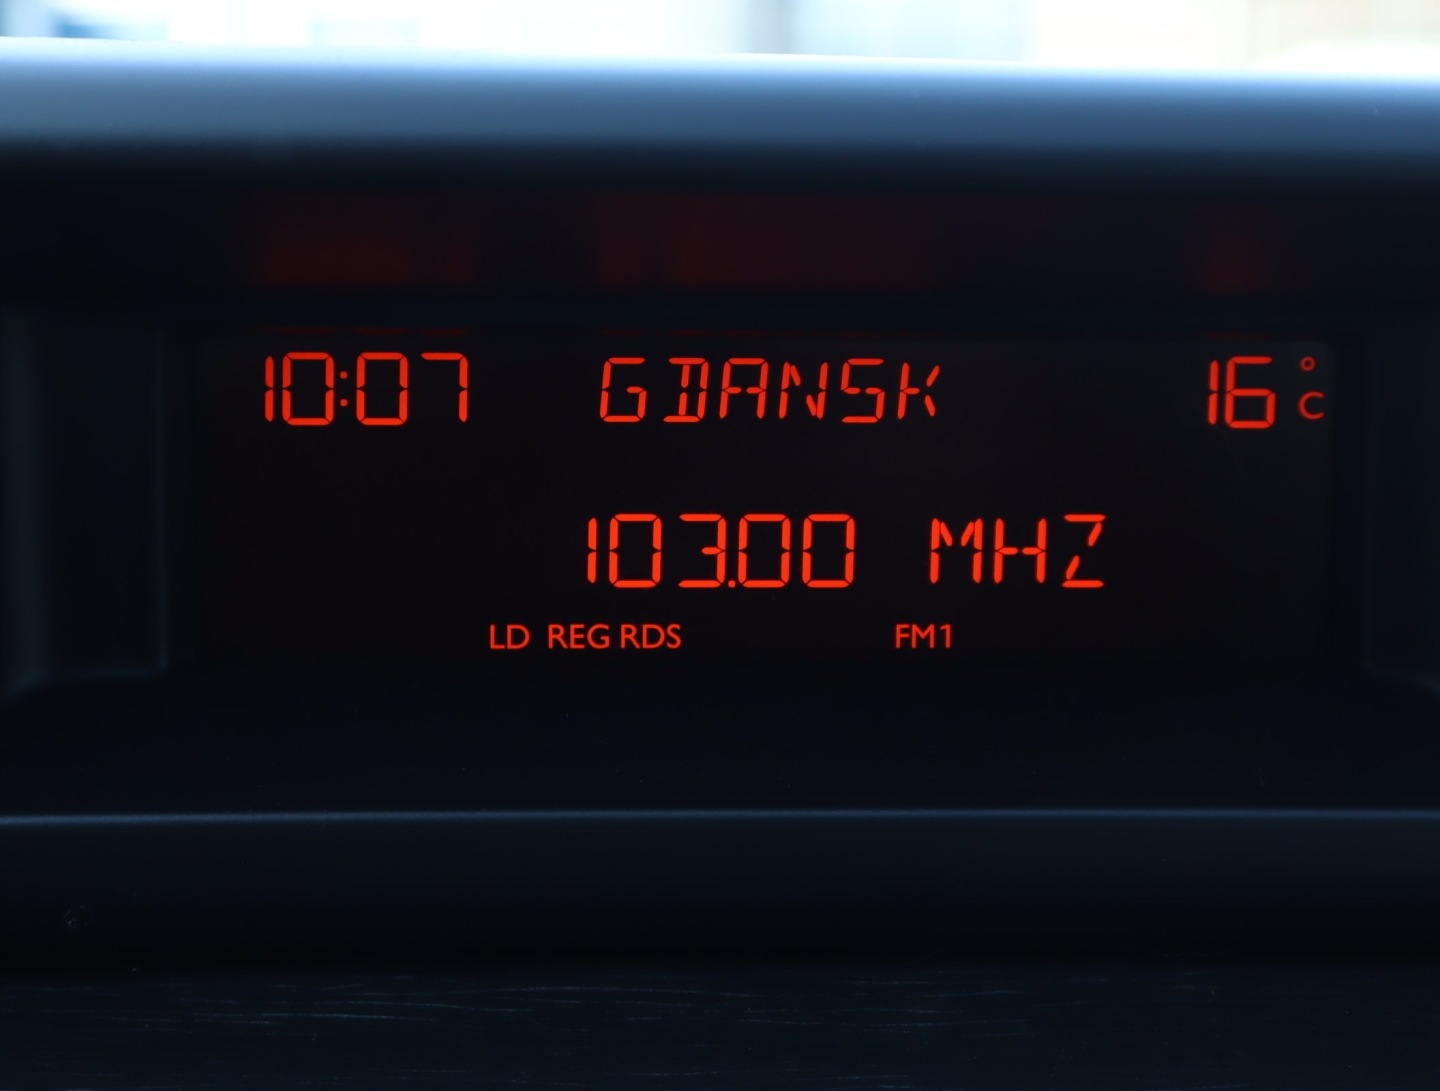 10:07 GDANSK 16 °C
103.00 MHZ
LD REG RDS FM1